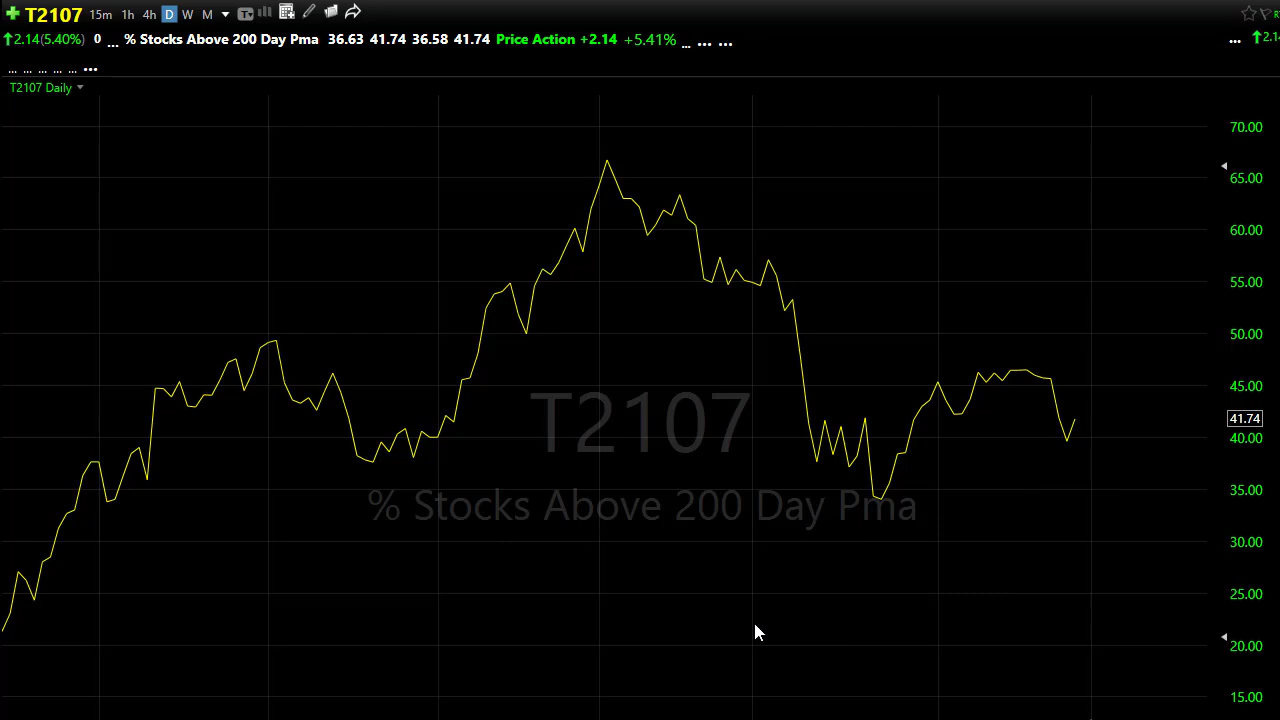 T2107 15m 1h 4h D W M
2.14(5.40%) 0 ... % Stocks Above 200 Day Pma 36.63 41.74 36.58 41.74 Price Action +2.14 +5.41% ... ... ... ... 2.14
... ... ... ... ... ...
T2107 Daily
70.00
65.00
60.00
55.00
50.00
45.00
41.74
40.00
35.00
30.00
25.00
20.00
15.00
T2107
% Stocks Above 200 Day Pma